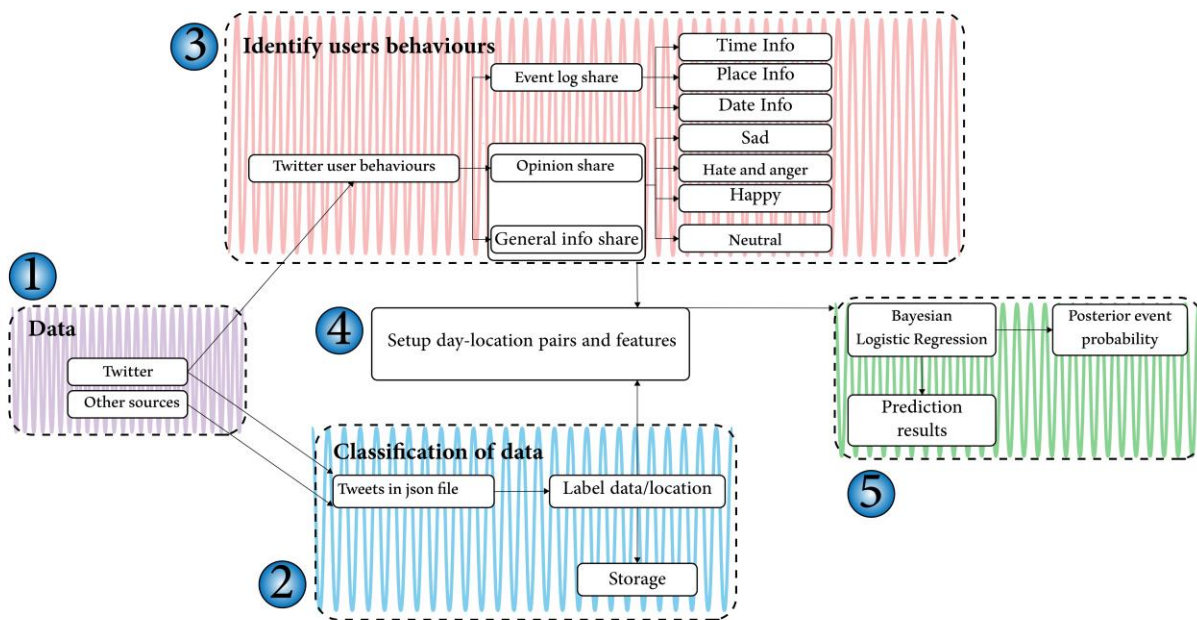 3
Identify users behaviours
Time Info
Event log share
Place Info
Date Info
Sad
Twitter user behaviours
Opinion share
Hate and anger
Happy
General info share
Neutral
1
Data
Twitter
Other sources
4
Setup day-location pairs and features
Bayesian
Logistic Regression
Posterior event
probability
Prediction
results
5
Classification of data
Tweets in json file
Label data/location
Storage
2